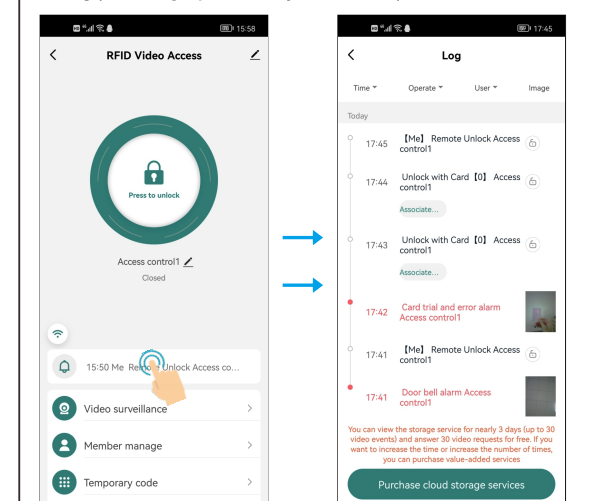 15:58
RFID Video Access
Press to unlock
Access control1
Closed
15:50 Me Remote Unlock Access co...
Video surveillance
Member manage
Temporary code
17:45
Log
Time
Operate
User
Image
Today
17:45
【Me】 Remote Unlock Access
control1
17:44
Unlock with Card【0】 Access
control1
Associate...
17:43
Unlock with Card【0】 Access
control1
Associate...
17:42
Card trial and error alarm
Access control1
17:41
【Me】 Remote Unlock Access
control1
17:41
Door bell alarm Access
control1
You can view the storage service for nearly 3 days (up to 30
video events) and answer 30 video requests for free. If you
want to increase the time or increase the number of times,
you can purchase value-added services
Purchase cloud storage services